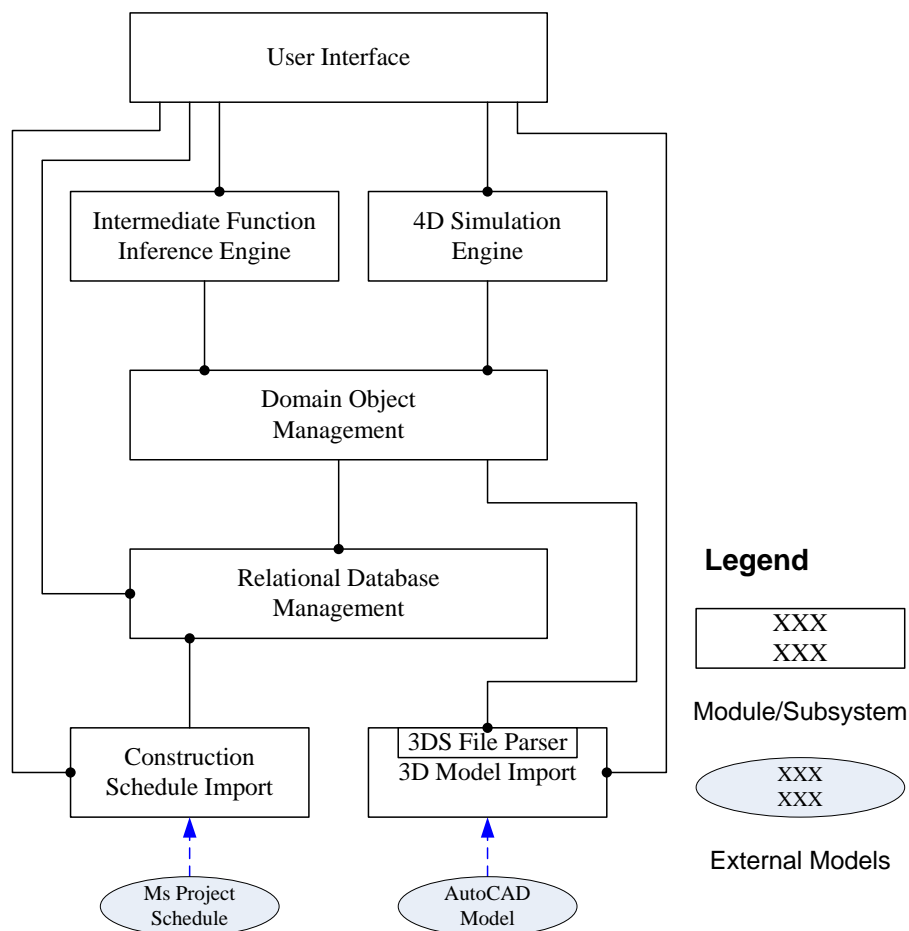 User Interface
Intermediate Function
Inference Engine
4D Simulation
Engine
Domain Object
Management
Relational Database
Management
Construction
Schedule Import
3DS File Parser
3D Model Import
Ms Project
Schedule
AutoCAD
Model
Legend
XXX
XXX
Module/Subsystem
XXX
XXX
External Models